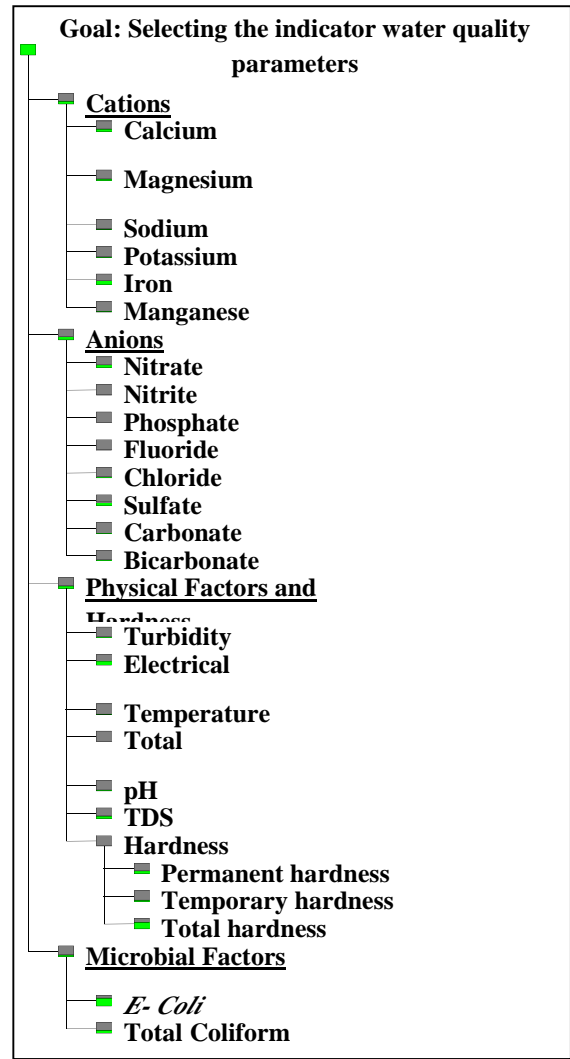 Goal: Selecting the indicator water quality
parameters
Cations
Calcium
Magnesium
Sodium
Potassium
Iron
Manganese
Anions
Nitrate
Nitrite
Phosphate
Fluoride
Chloride
Sulfate
Carbonate
Bicarbonate
Physical Factors and
Hardness
Turbidity
Electrical
Temperature
Total
pH
TDS
Hardness
Permanent hardness
Temporary hardness
Total hardness
Microbial Factors
E- Coli
Total Coliform